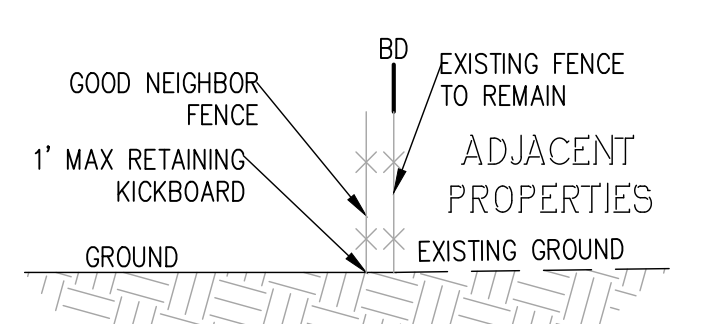 BD
GOOD NEIGHBOR
FENCE
EXISTING FENCE
TO REMAIN
1' MAX RETAINING
KICKBOARD
ADJACENT
PROPERTIES
GROUND
EXISTING GROUND